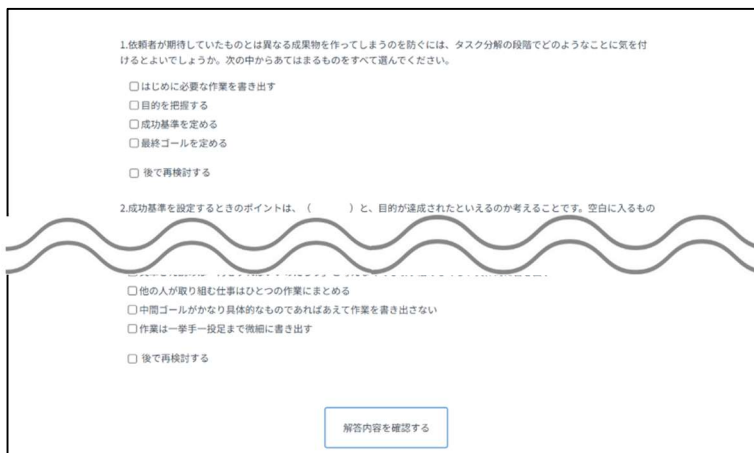 1.依頼者が期待していたものとは異なる成果物を作ってしまうのを防ぐには、タスク分解の段階でどのようなことに気を付
けるとよいでしょうか。次の中からあてはまるものをすべて選んでください。
はじめに必要な作業を書き出す
目的を把握する
成功基準を定める
最終ゴールを定める
後で再検討する
2.成功基準を設定するときのポイントは、（　　　　）と、目的が達成されたといえるのか考えることです。空白に入るもの
他の人が取り組む仕事はひとつの作業にまとめる
中間ゴールがかなり具体的なものであればあえて作業を書き出さない
作業は一挙手一投足まで微細に書き出す
後で再検討する
解答内容を確認する